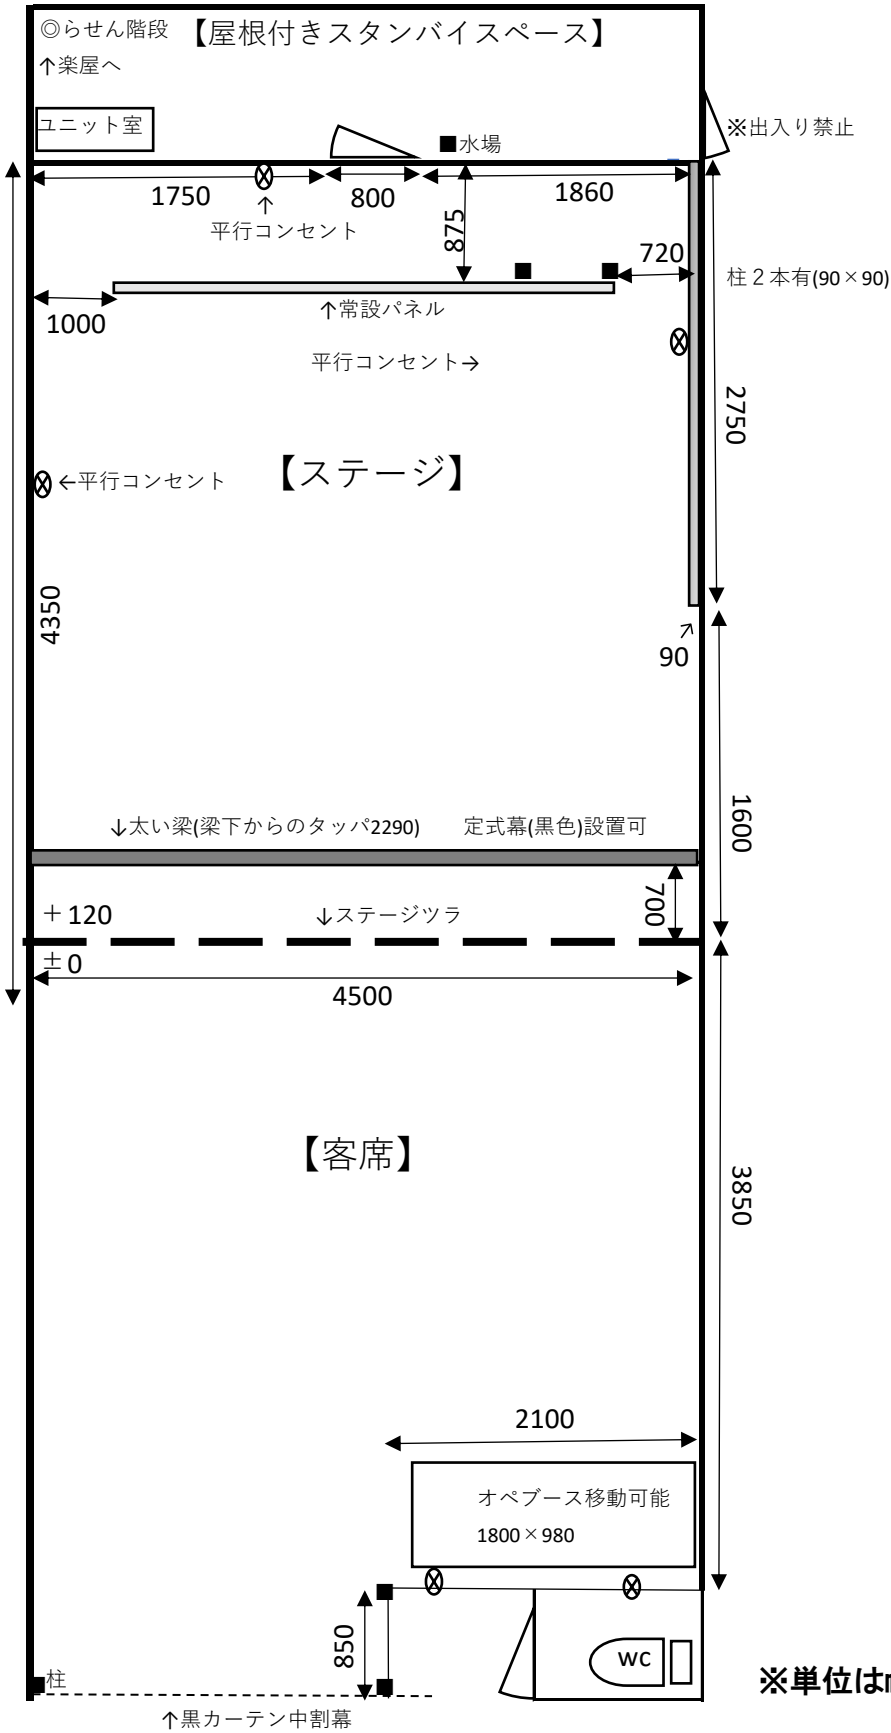 ◎らせん階段 【屋根付きスタンバイスペース】
↑楽屋へ
ユニット室
■水場
※出入り禁止
1750
800
1860
↑
平行コンセント
875
720
柱２本有(90×90)
1000
↑常設パネル
平行コンセント→
2750
【ステージ】
←平行コンセント
4350
↗
90
↓太い梁(梁下からのタッパ2290) 定式幕(黒色)設置可
1600
700
＋120
↓ステージツラ
±0
4500
【客席】
3850
2100
オペブース移動可能
1800×980
850
WC
■柱
※単位は
↑黒カーテン中割幕